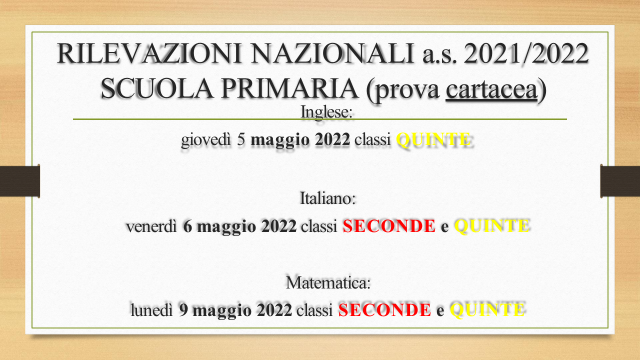 RILEVAZIONI NAZIONALI a.s. 2021/2022
SCUOLA PRIMARIA (prova cartacea)
Inglese:
giovedì 5 maggio 2022 classi QUINTE
Italiano:
venerdì 6 maggio 2022 classi SECONDE e QUINTE
Matematica:
lunedì 9 maggio 2022 classi SECONDE e QUINTE